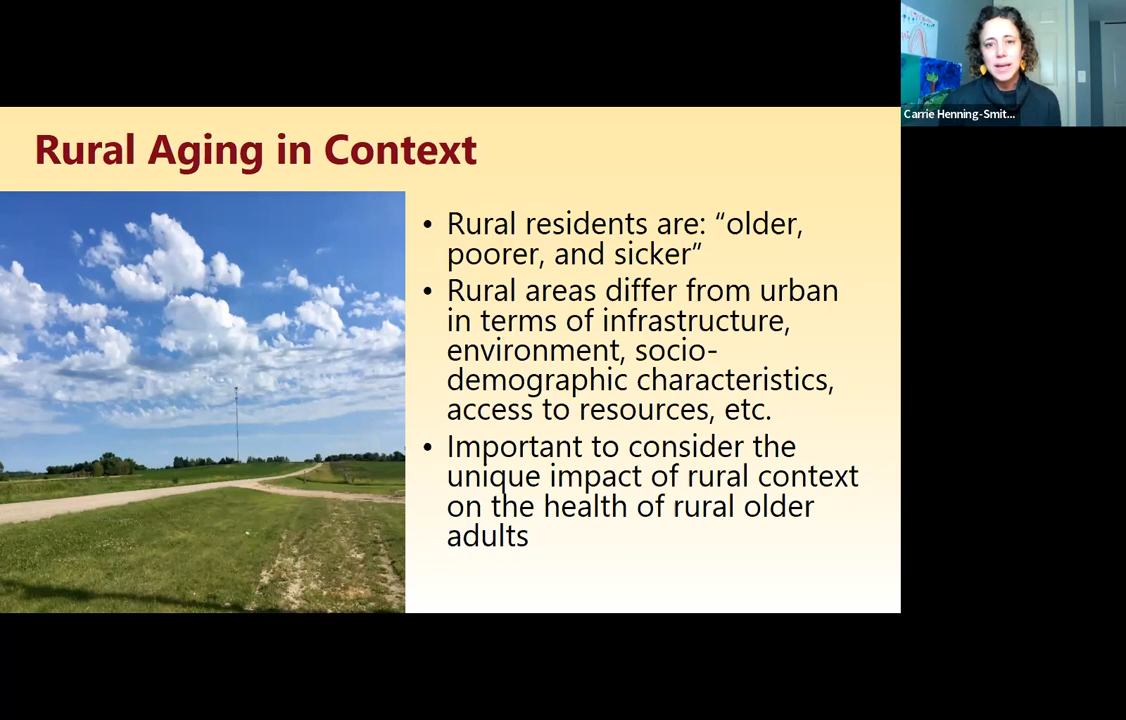 Carrie Henning-Smit...
Rural Aging in Context
• Rural residents are: “older,
poorer, and sicker”
• Rural areas differ from urban
in terms of infrastructure,
environment, socio-
demographic characteristics,
access to resources, etc.
• Important to consider the
unique impact of rural context
on the health of rural older
adults